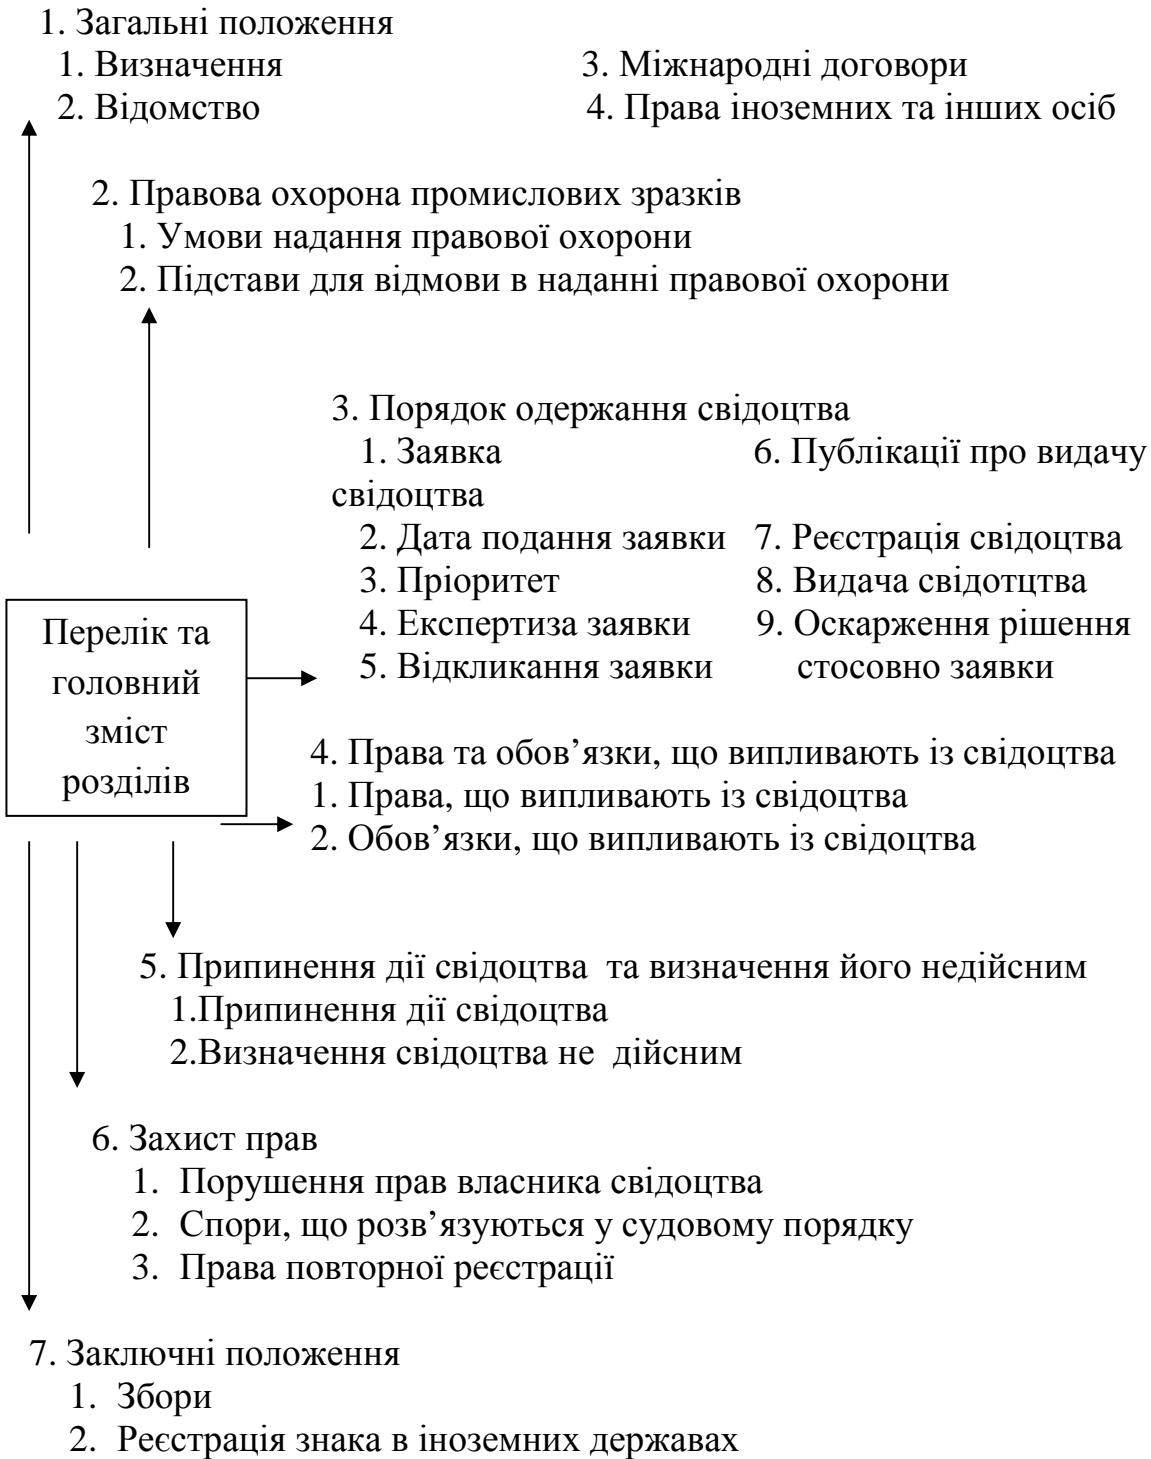 1. Загальні положення
1. Визначення 3. Міжнародні договори
2. Відомство 4. Права іноземних та інших осіб
2. Правова охорона промислових зразків
1. Умови надання правової охорони
2. Підстави для відмови в наданні правової охорони
3. Порядок одержання свідоцтва
1. Заявка 6. Публікації про видачу
свідоцтва
2. Дата подання заявки 7. Реєстрація свідоцтва
3. Пріоритет 8. Видача свідотцтва
4. Експертиза заявки 9. Оскарження рішення
5. Відкликання заявки стосовно заявки
Перелік та
головний
зміст
розділів
4. Права та обов’язки, що випливають із свідоцтва
1. Права, що випливають із свідоцтва
2. Обов’язки, що випливають із свідоцтва
5. Припинення дії свідоцтва та визначення його недійсним
1.Припинення дії свідоцтва
2.Визначення свідоцтва не дійсним
6. Захист прав
1. Порушення прав власника свідоцтва
2. Спори, що розв’язуються у судовому порядку
3. Права повторної реєстрації
7. Заключні положення
1. Збори
2. Реєстрація знака в іноземних державах